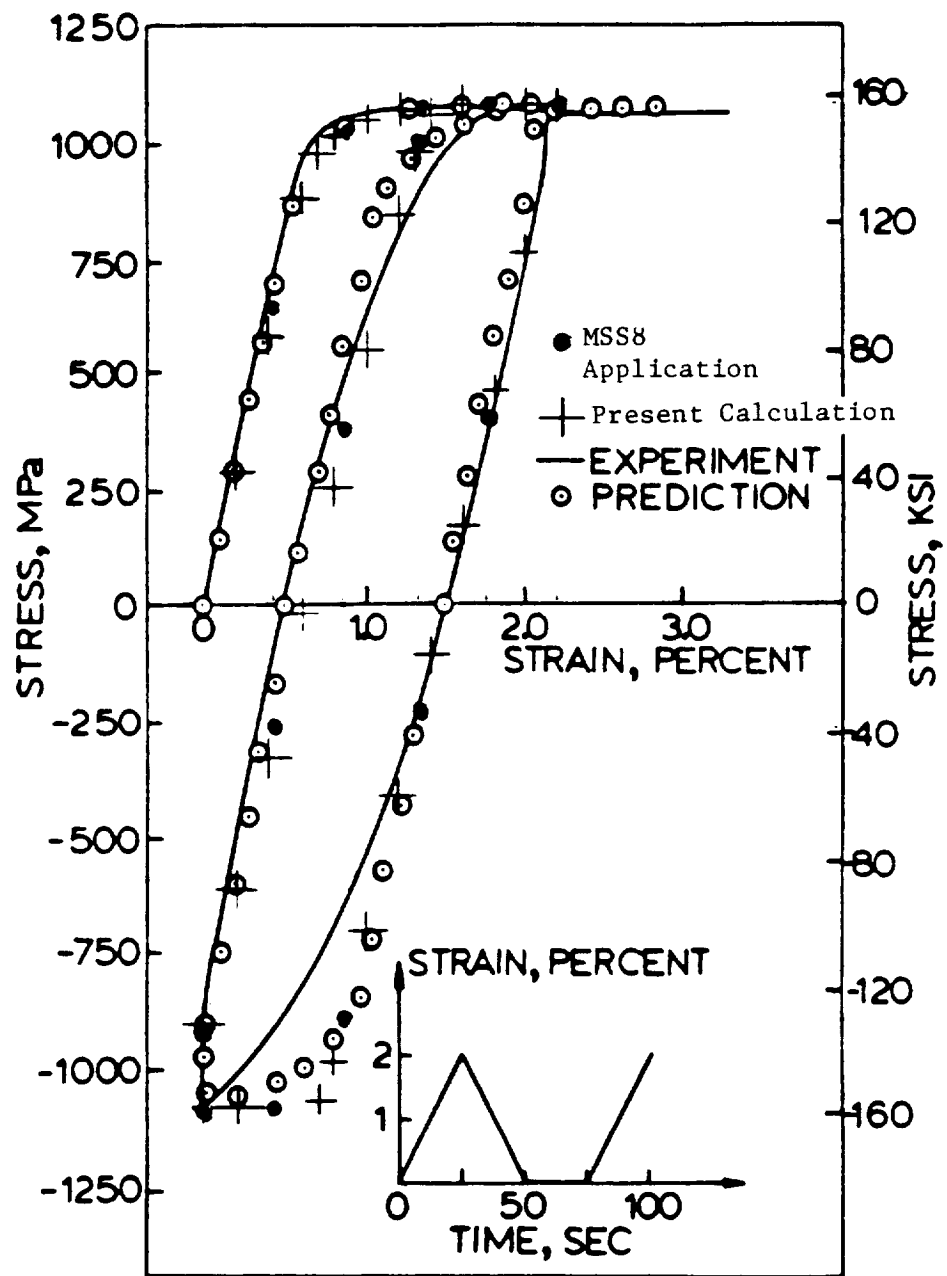 1250
1000
750
500
250
0
-250
-500
-750
-1000
-1250
STRESS, MPa
160
120
80
40
0
-40
-80
-120
-160
STRESS, KSI
0
1.0
2.0
3.0
STRAIN, PERCENT
MSS8
Application
Present Calculation
EXPERIMENT
PREDICTION
STRAIN, PERCENT
2
1
0
50
100
TIME, SEC